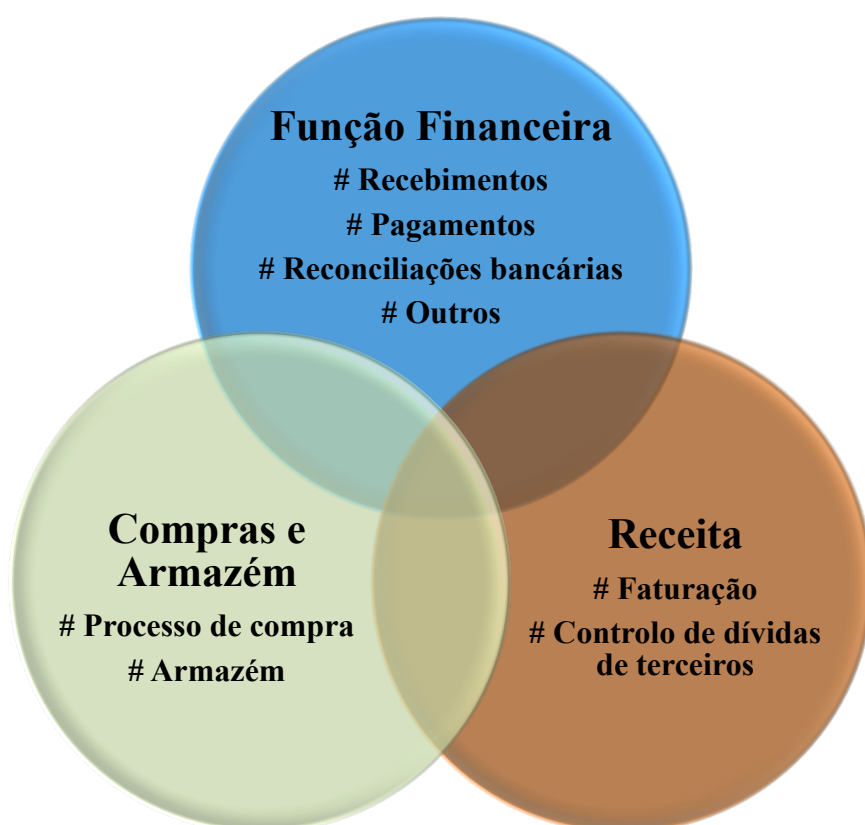 Função Financeira
# Recebimentos
# Pagamentos
# Reconciliações bancárias
# Outros
Compras e
Armazém
# Processo de compra
# Armazém
Receita
# Faturação
# Controlo de dívidas
de terceiros